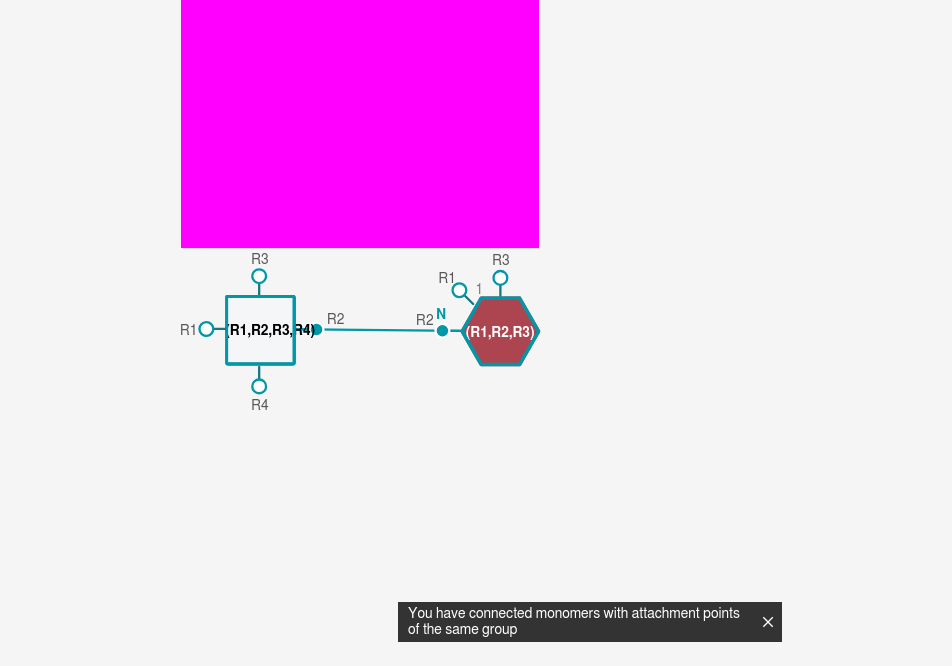 R3
R3
R1
1
N
R2
R2
R1
(R1,R2,R3,R4)
(R1,R2,R3)
R4
You have connected monomers with attachment points
of the same group